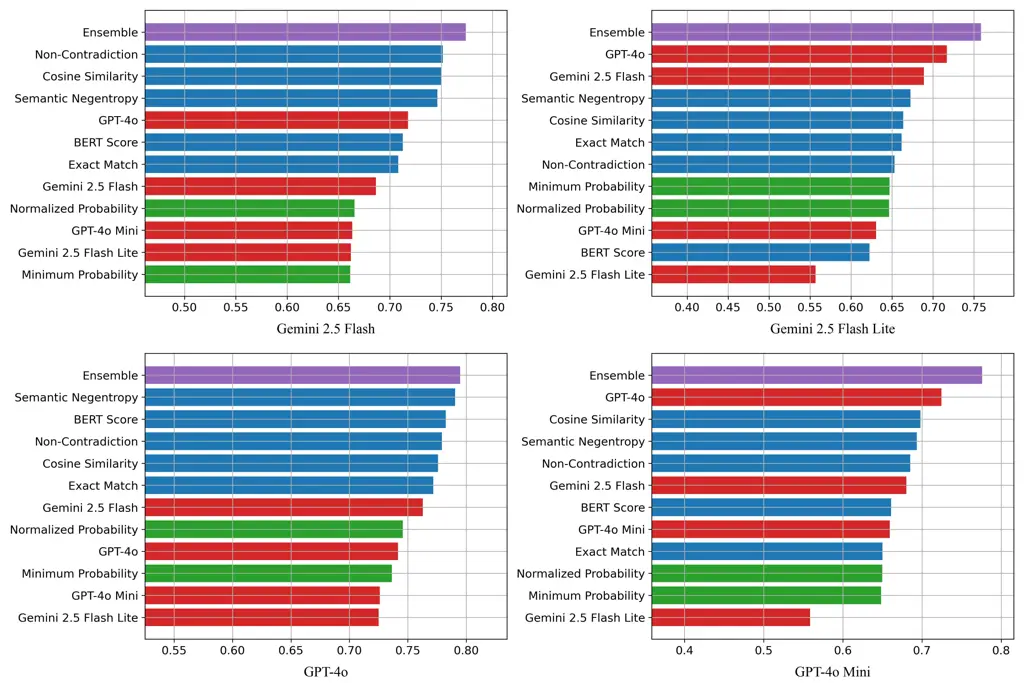 Ensemble
Non-Contradiction
Cosine Similarity
Semantic Negentropy
GPT-4o
BERT Score
Exact Match
Gemini 2.5 Flash
Normalized Probability
GPT-4o Mini
Gemini 2.5 Flash Lite
Minimum Probability
0.50 0.55 0.60 0.65 0.70 0.75 0.80
Gemini 2.5 Flash
Ensemble
GPT-4o
Gemini 2.5 Flash
Semantic Negentropy
Cosine Similarity
Exact Match
Non-Contradiction
Minimum Probability
Normalized Probability
GPT-4o Mini
BERT Score
Gemini 2.5 Flash Lite
0.40 0.45 0.50 0.55 0.60 0.65 0.70 0.75
Gemini 2.5 Flash Lite
Ensemble
Semantic Negentropy
BERT Score
Non-Contradiction
Cosine Similarity
Exact Match
Gemini 2.5 Flash
Normalized Probability
GPT-4o
Minimum Probability
GPT-4o Mini
Gemini 2.5 Flash Lite
0.55 0.60 0.65 0.70 0.75 0.80
GPT-4o
Ensemble
GPT-4o
Cosine Similarity
Semantic Negentropy
Non-Contradiction
Gemini 2.5 Flash
BERT Score
GPT-4o Mini
Exact Match
Normalized Probability
Minimum Probability
Gemini 2.5 Flash Lite
0.4 0.5 0.6 0.7 0.8
GPT-4o Mini